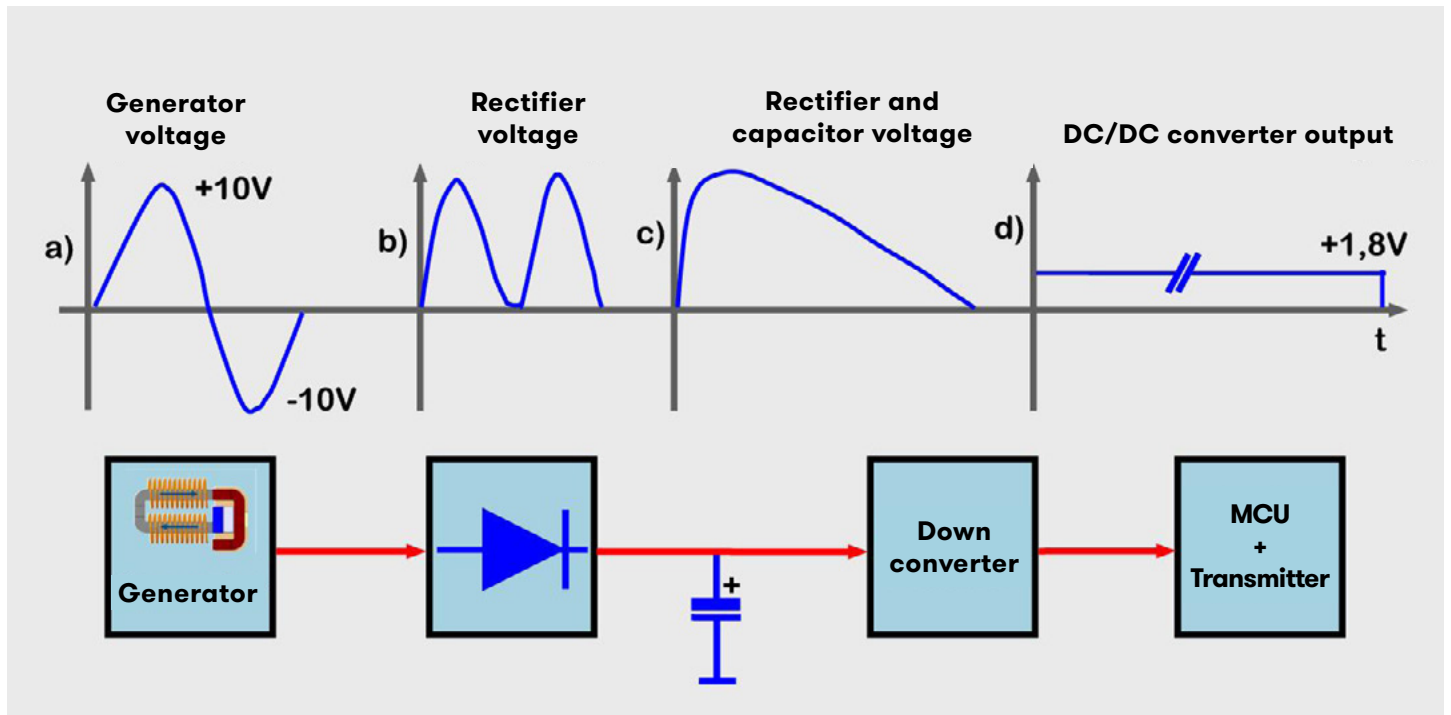 Generator
voltage
Rectifier
voltage
Rectifier and
capacitor voltage
DC/DC converter output
a)
+10V
-10V
b)
c)
d)
+1,8V
t
Generator
+
Down
converter
MCU
+
Transmitter